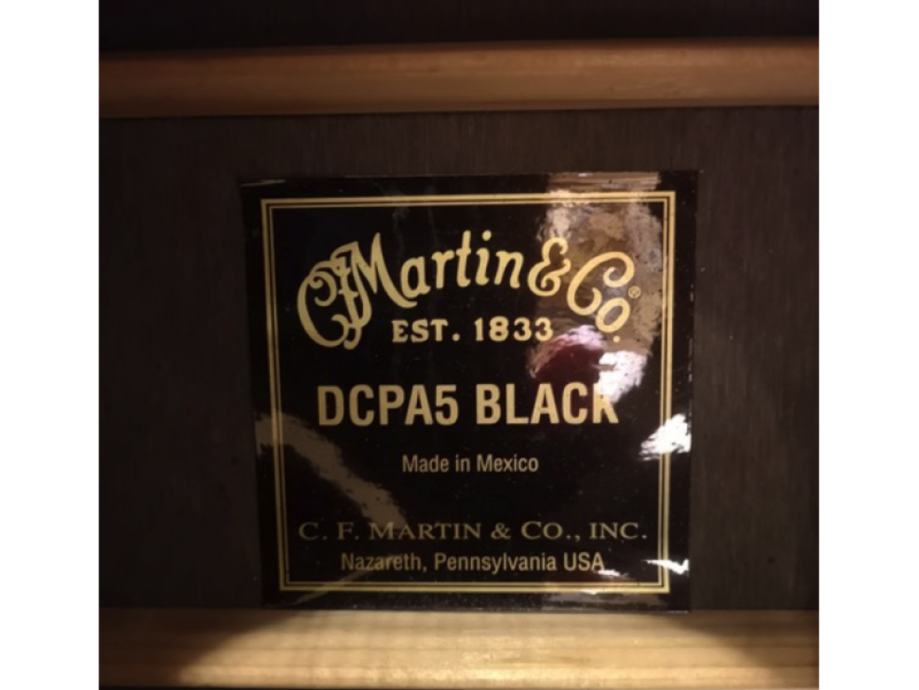 CFMartin & Co.®
EST. 1833
DCPA5 BLACK
Made in Mexico
C. F. MARTIN & CO., INC.
Nazareth, Pennsylvania USA